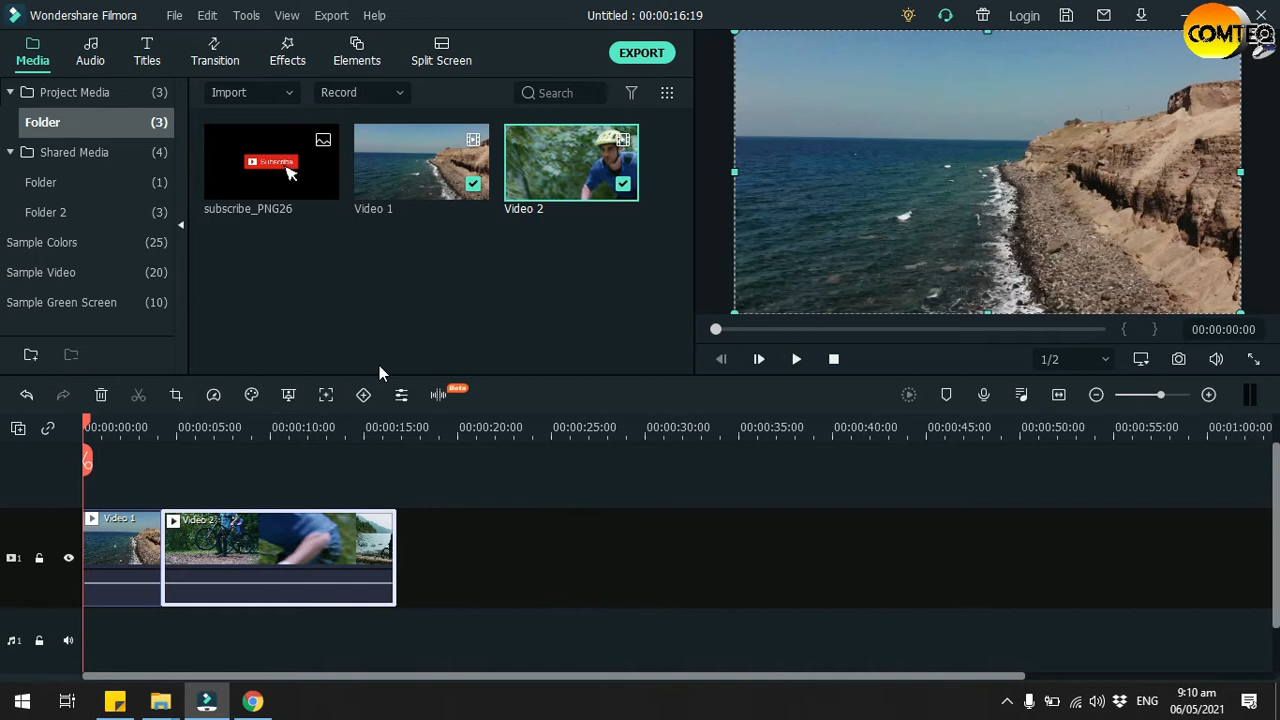 Wondershare Filmora File Edit Tools View Export Help Untitled : 00:00:16:19 Login
COMTEQ
Media Audio Titles Transition Effects Elements Split Screen EXPORT
Project Media (3)
Folder (3)
Shared Media (4)
Folder (1)
Folder 2 (3)
Sample Colors (25)
Sample Video (20)
Sample Green Screen (10)
Import Record Search
Subscribe
subscribe_PNG26 Video 1 Video 2
00:00:00:00
1/2
Beta
00:00:00:00 00:00:05:00 00:00:10:00 00:00:15:00 00:00:20:00 00:00:25:00 00:00:30:00 00:00:35:00 00:00:40:00 00:00:45:00 00:00:50:00 00:00:55:00 00:01:00:00
Video 1 Video 2
1
1
ENG 9:10 am
06/05/2021